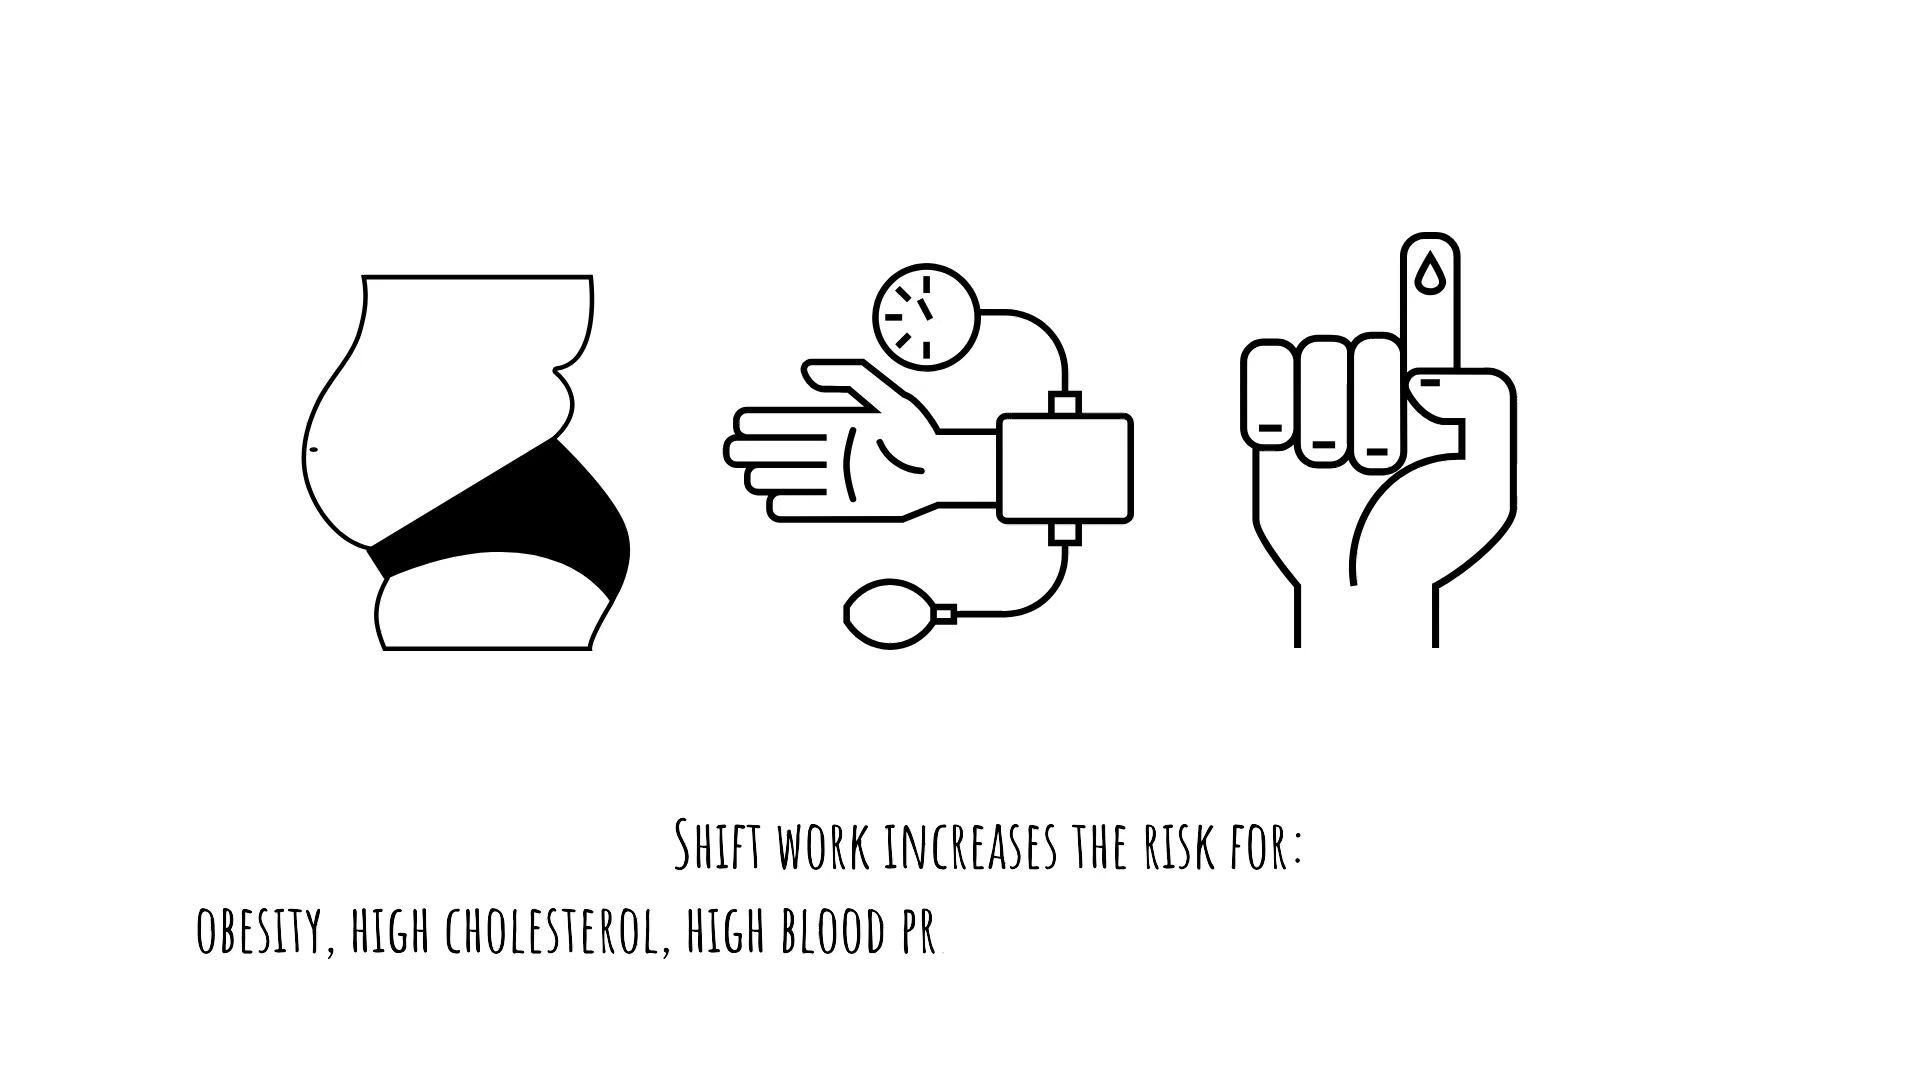 Shift work increases the risk for:
obesity, high cholesterol, high blood pr